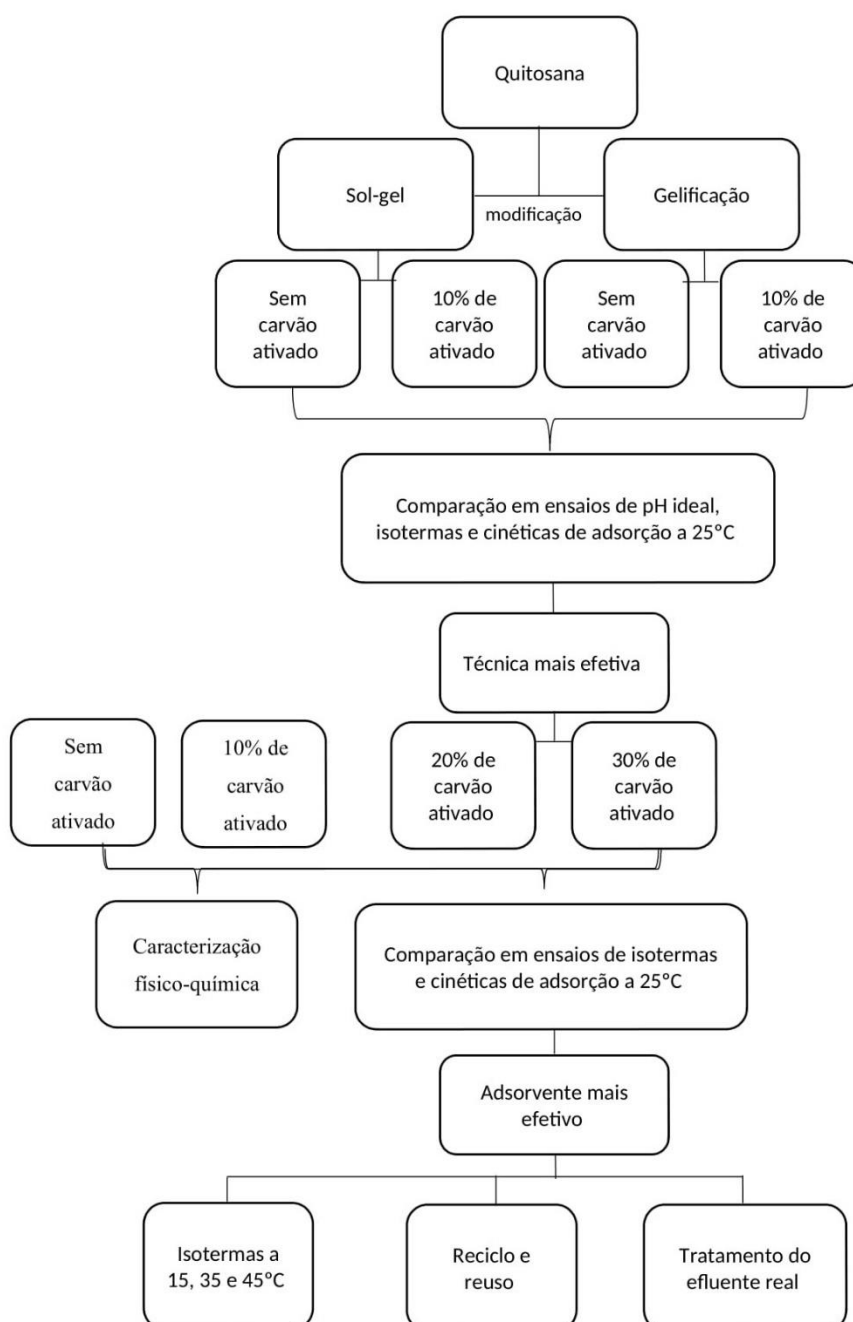 Quitosana
Sol-gel
modificação
Gelificação
Sem
carvão
ativado
10% de
carvão
ativado
Sem
carvão
ativado
10% de
carvão
ativado
Comparação em ensaios de pH ideal,
isotermas e cinéticas de adsorção a 25ºC
Técnica mais efetiva
Sem
carvão
ativado
10% de
carvão
ativado
20% de
carvão
ativado
30% de
carvão
ativado
Caracterização
físico-química
Comparação em ensaios de isotermas
e cinéticas de adsorção a 25ºC
Adsorvente mais
efetivo
Isotermas a
15, 35 e 45ºC
Reciclo e
reuso
Tratamento do
efluente real